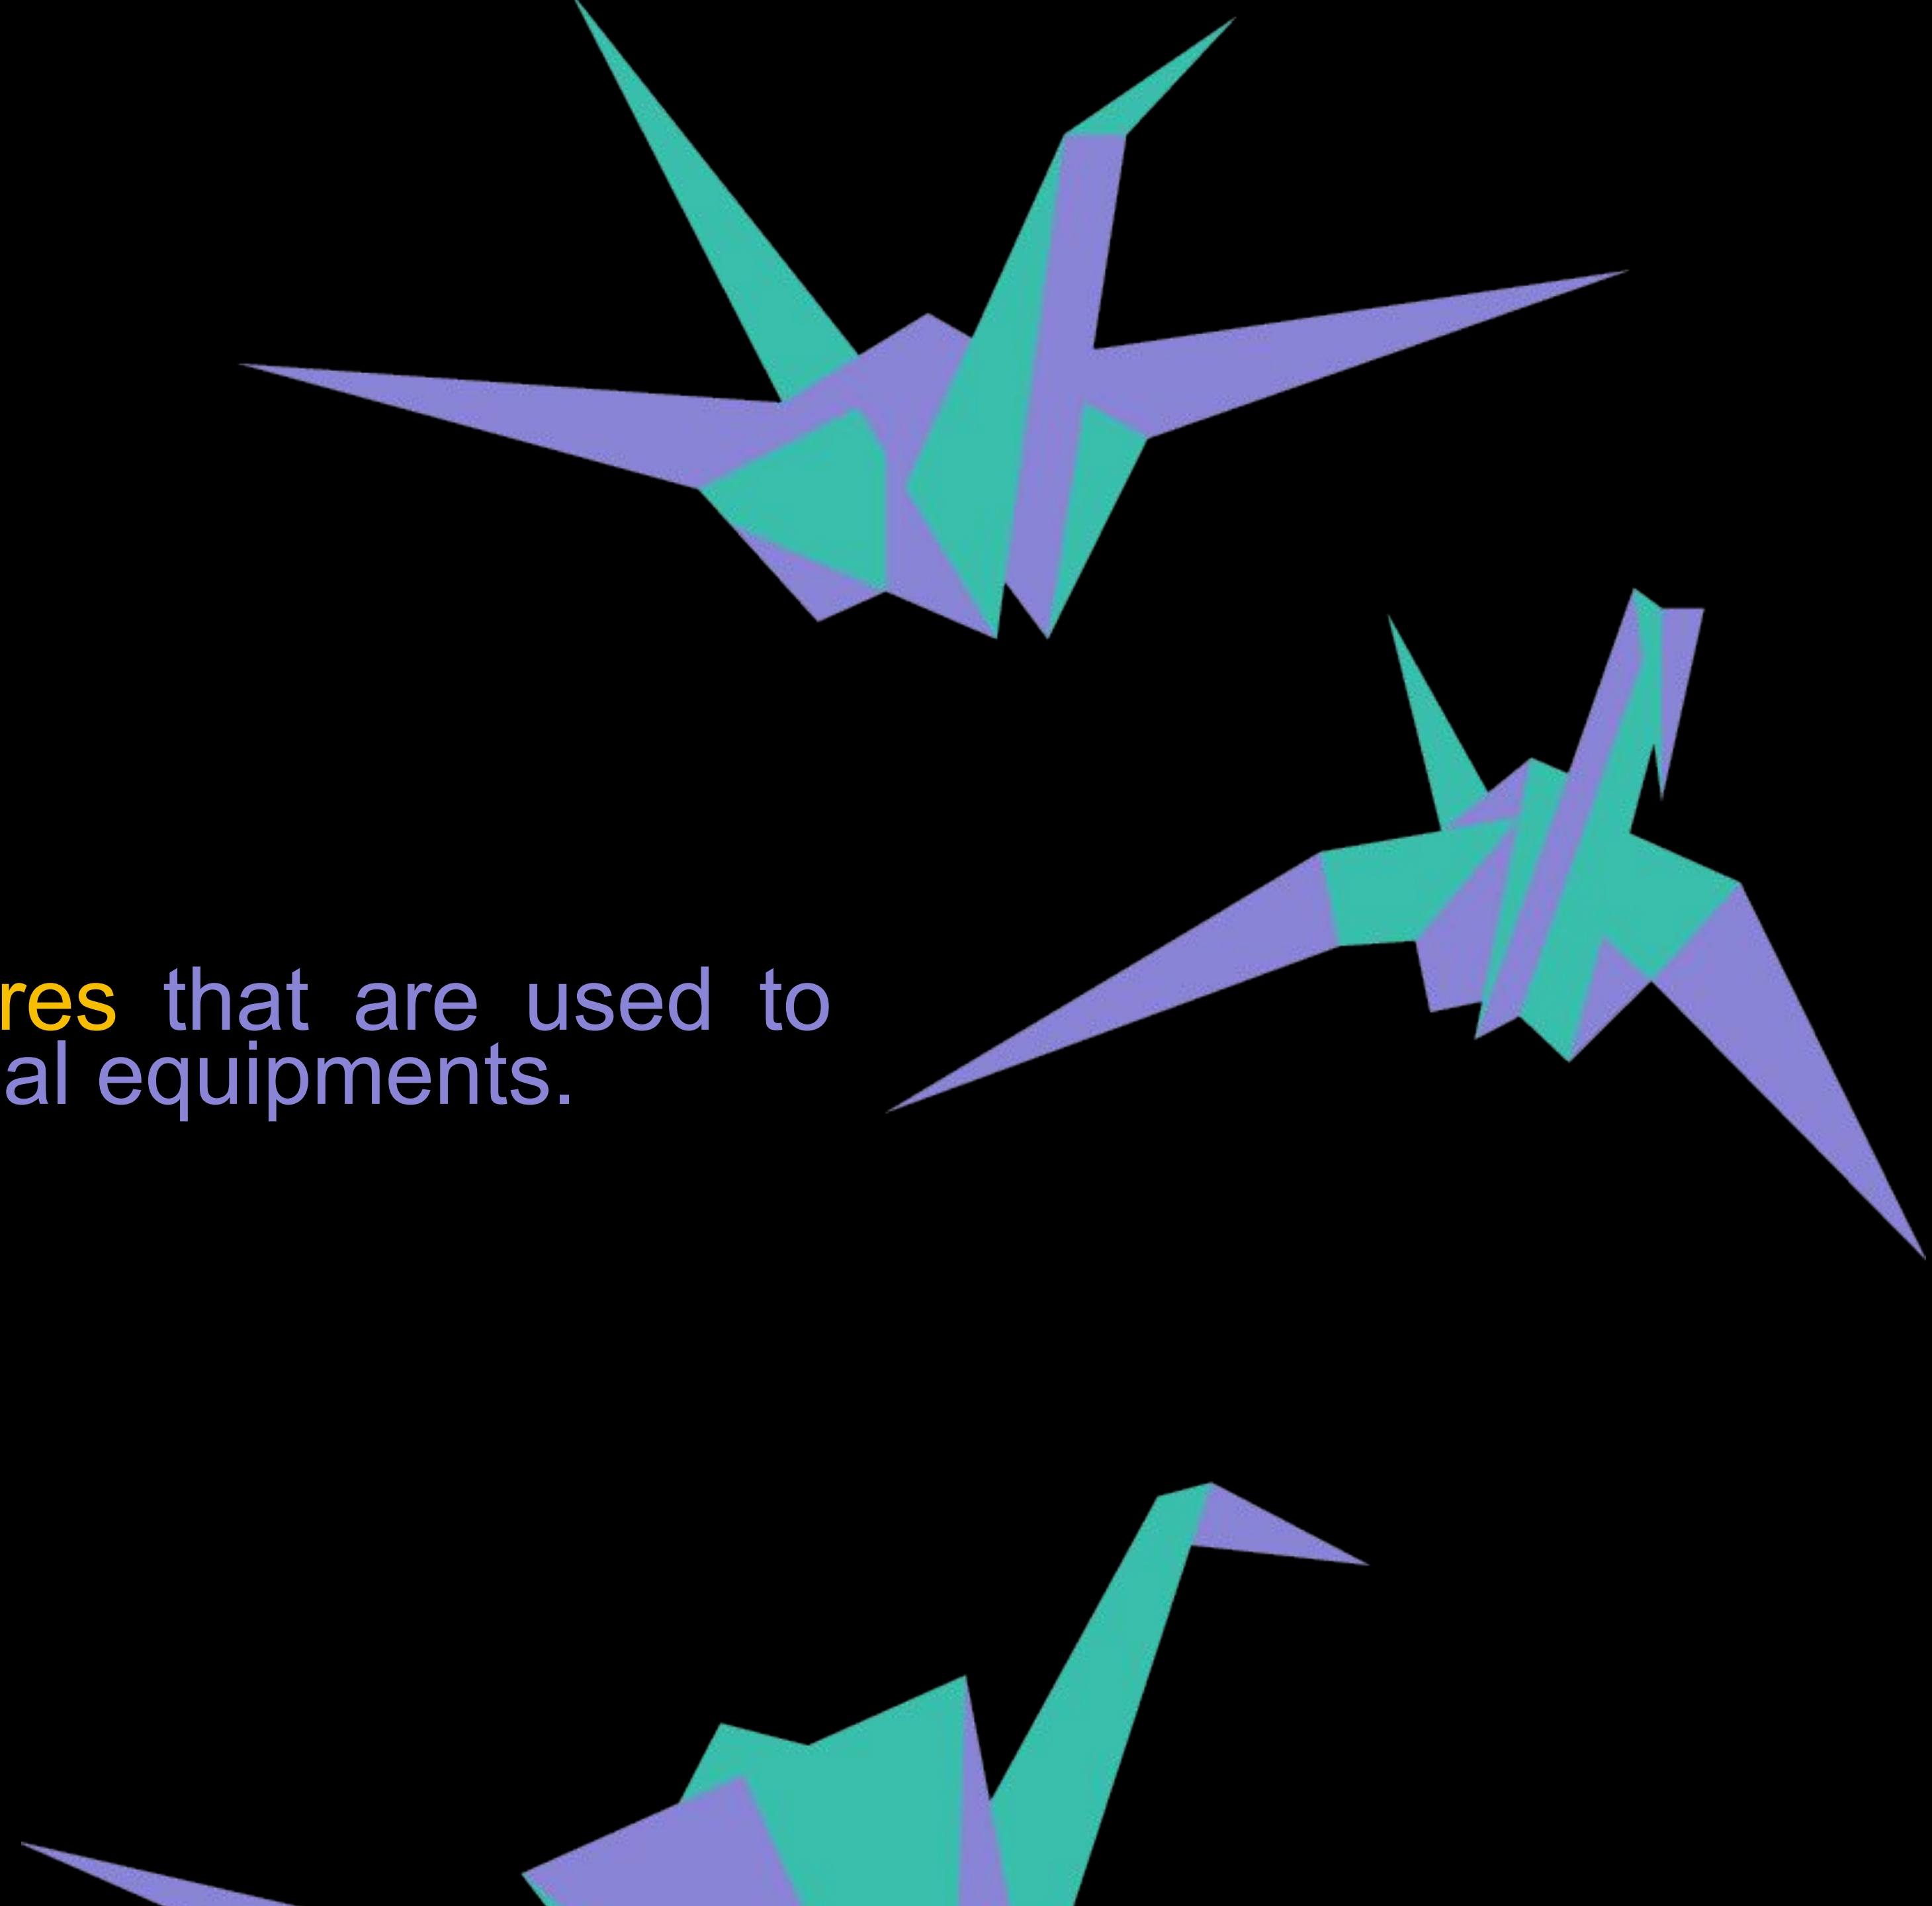 res that are used to
al equipments.